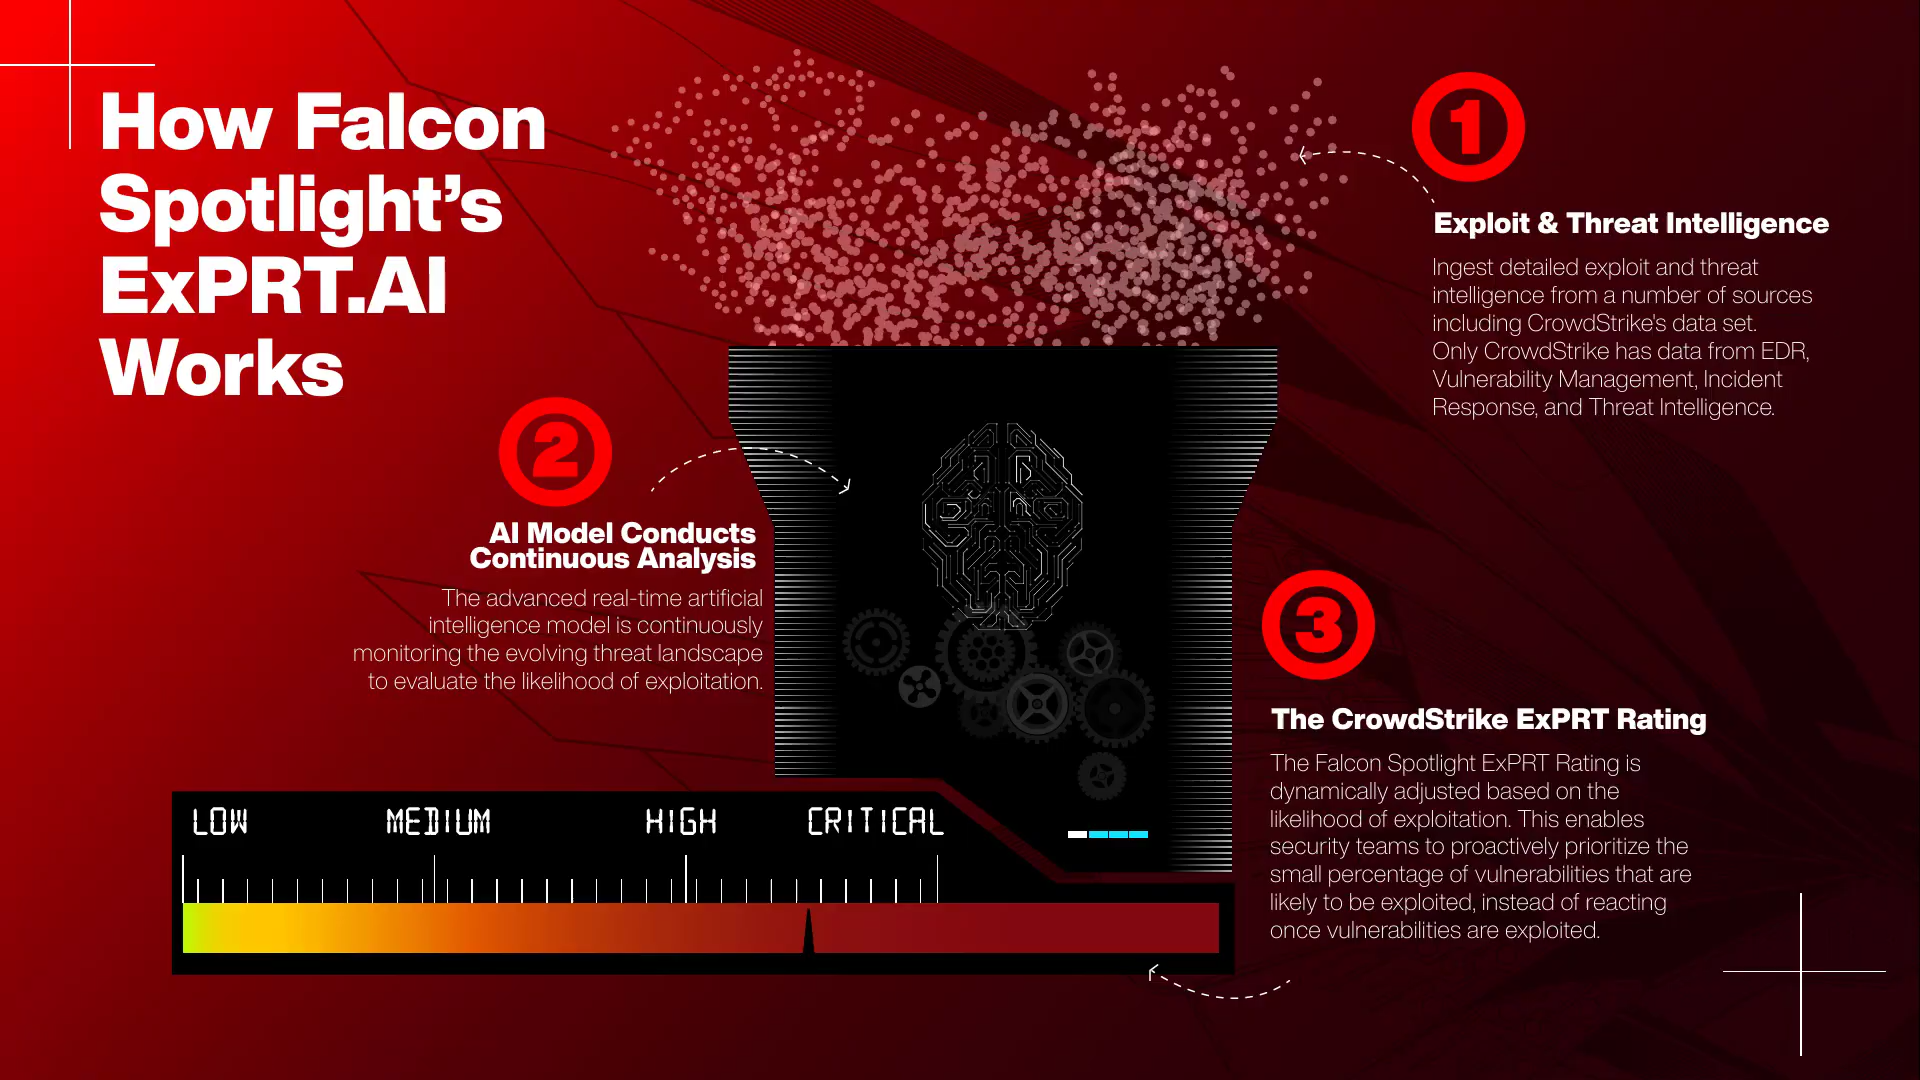 How Falcon
Spotlight’s
ExPRT.AI
Works
1
Exploit & Threat Intelligence
Ingest detailed exploit and threat
intelligence from a number of sources
including CrowdStrike's data set.
Only CrowdStrike has data from EDR,
Vulnerability Management, Incident
Response, and Threat Intelligence.
2
AI Model Conducts
Continuous Analysis
The advanced real-time artificial
intelligence model is continuously
monitoring the evolving threat landscape
to evaluate the likelihood of exploitation.
3
The CrowdStrike ExPRT Rating
The Falcon Spotlight ExPRT Rating is
dynamically adjusted based on the
likelihood of exploitation. This enables
security teams to proactively prioritize the
small percentage of vulnerabilities that are
likely to be exploited, instead of reacting
once vulnerabilities are exploited.
LOW MEDIUM HIGH CRITICAL